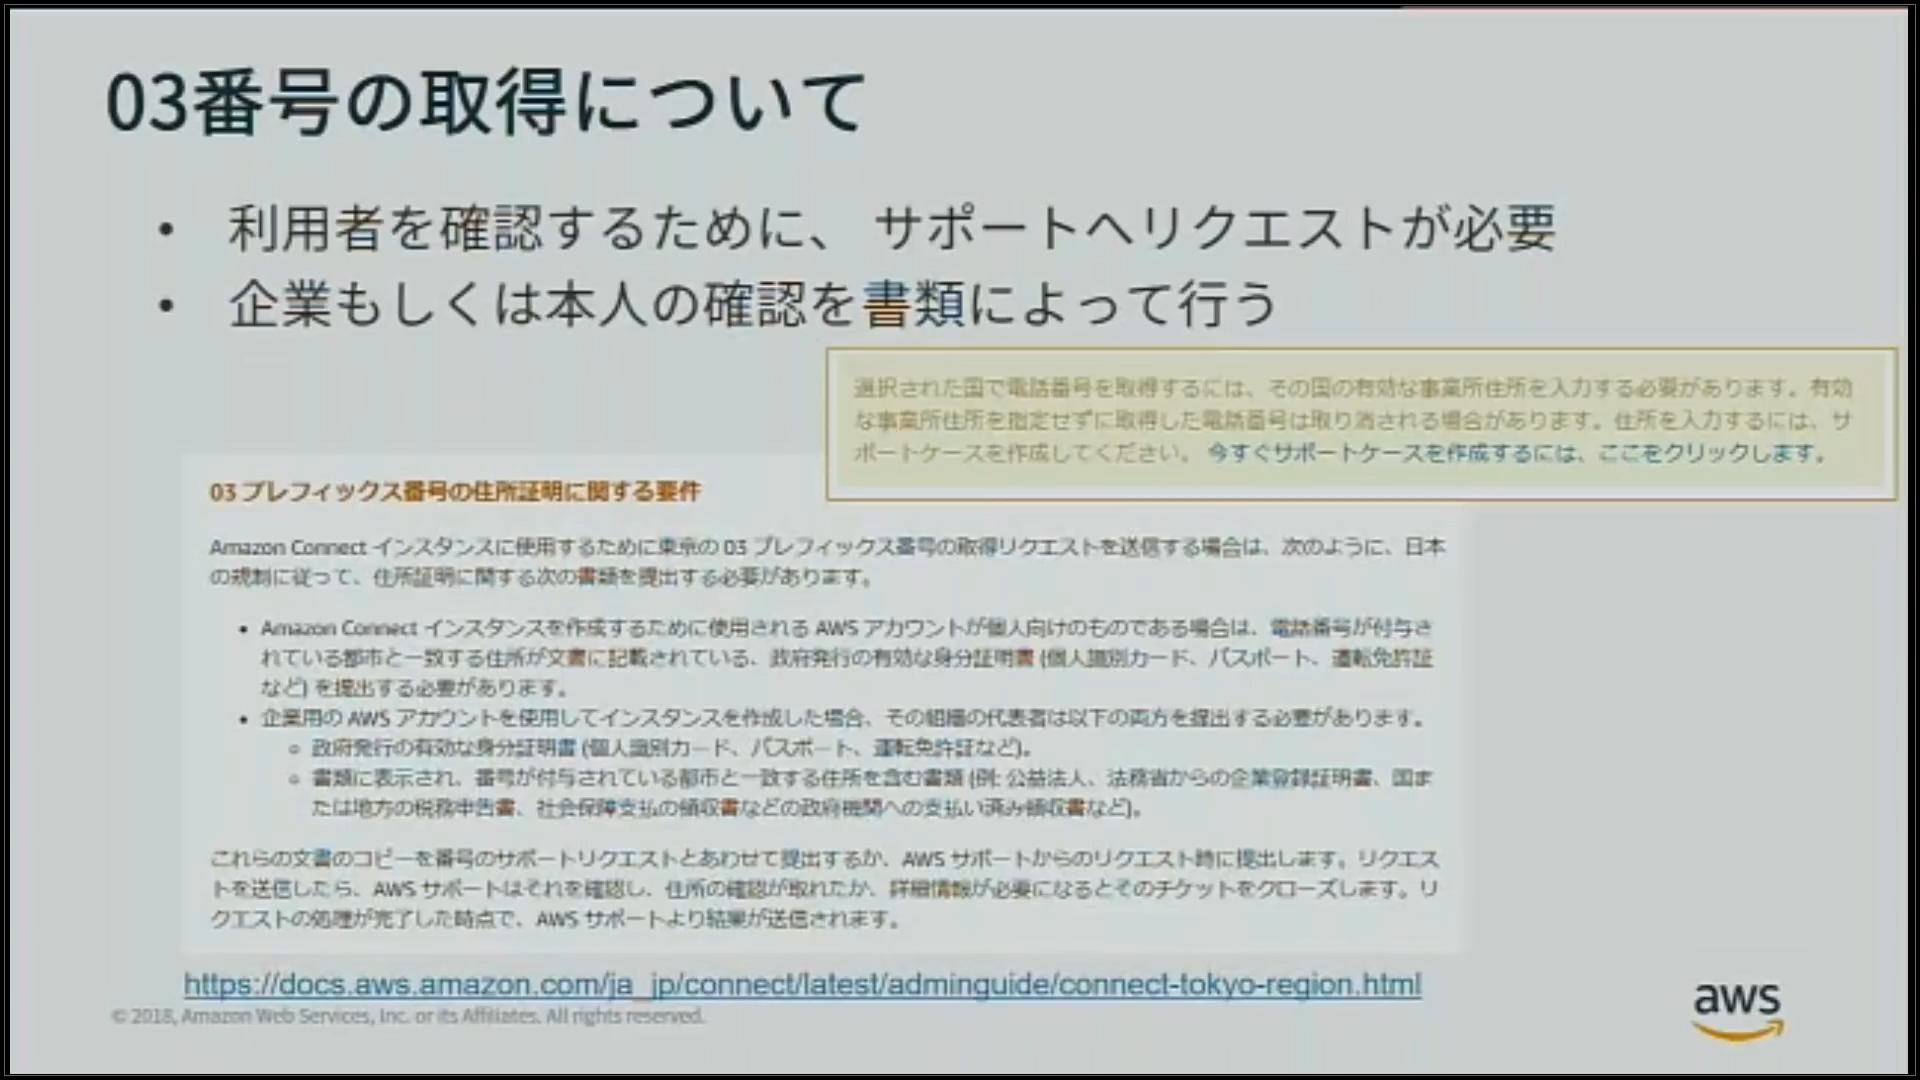 03番号の取得について
• 利用者を確認するために、 サポートへリクエストが必要
• 企業もしくは本人の確認を書類によって行う
選択された国で電話番号を取得するには、その国の有効な事業所住所を入力する必要があります。有効
な事業所住所を指定せずに取得した電話番号は取り消される場合があります。住所を入力するには、サ
ポートケースを作成してください。 今すぐサポートケースを作成するには、ここをクリックします。
03 プレフィックス番号の住所証明に関する要件
Amazon Connect インスタンスに使用するために東京の 03 プレフィックス番号の取得リクエストを送信する場合は、次のように、日本
の規制に従って、住所証明に関する次の書類を提出する必要があります。
• Amazon Connect インスタンスを作成するために使用される AWS アカウントが個人向けのものである場合は、電話番号が付与さ
れている都市と一致する住所が文書に記載されている、政府発行の有効な身分証明書 (個人識別カード、パスポート、運転免許証
など) を提出する必要があります。
• 企業用の AWS アカウントを使用してインスタンスを作成した場合、その組織の代表者は以下の両方を提出する必要があります。
○ 政府発行の有効な身分証明書 (個人識別カード、パスポート、運転免許証など)。
○ 書類に表示され、番号が付与されている都市と一致する住所を含む書類 (例: 公益法人、法務省からの企業登録証明書、国ま
たは地方の税務申告書、社会保障支払の領収書などの政府機関への支払い済み領収書など)。
これらの文書のコピーを番号のサポートリクエストとあわせて提出するか、AWS サポートからのリクエスト時に提出します。リクエス
トを送信したら、AWS サポートはそれを確認し、住所の確認が取れたか、詳細情報が必要になるとそのチケットをクローズします。リ
クエストの処理が完了した時点で、AWS サポートより結果が送信されます。
https://docs.aws.amazon.com/ja_jp/connect/latest/adminguide/connect-tokyo-region.html
© 2018, Amazon Web Services, Inc. or its Affiliates. All rights reserved.
aws